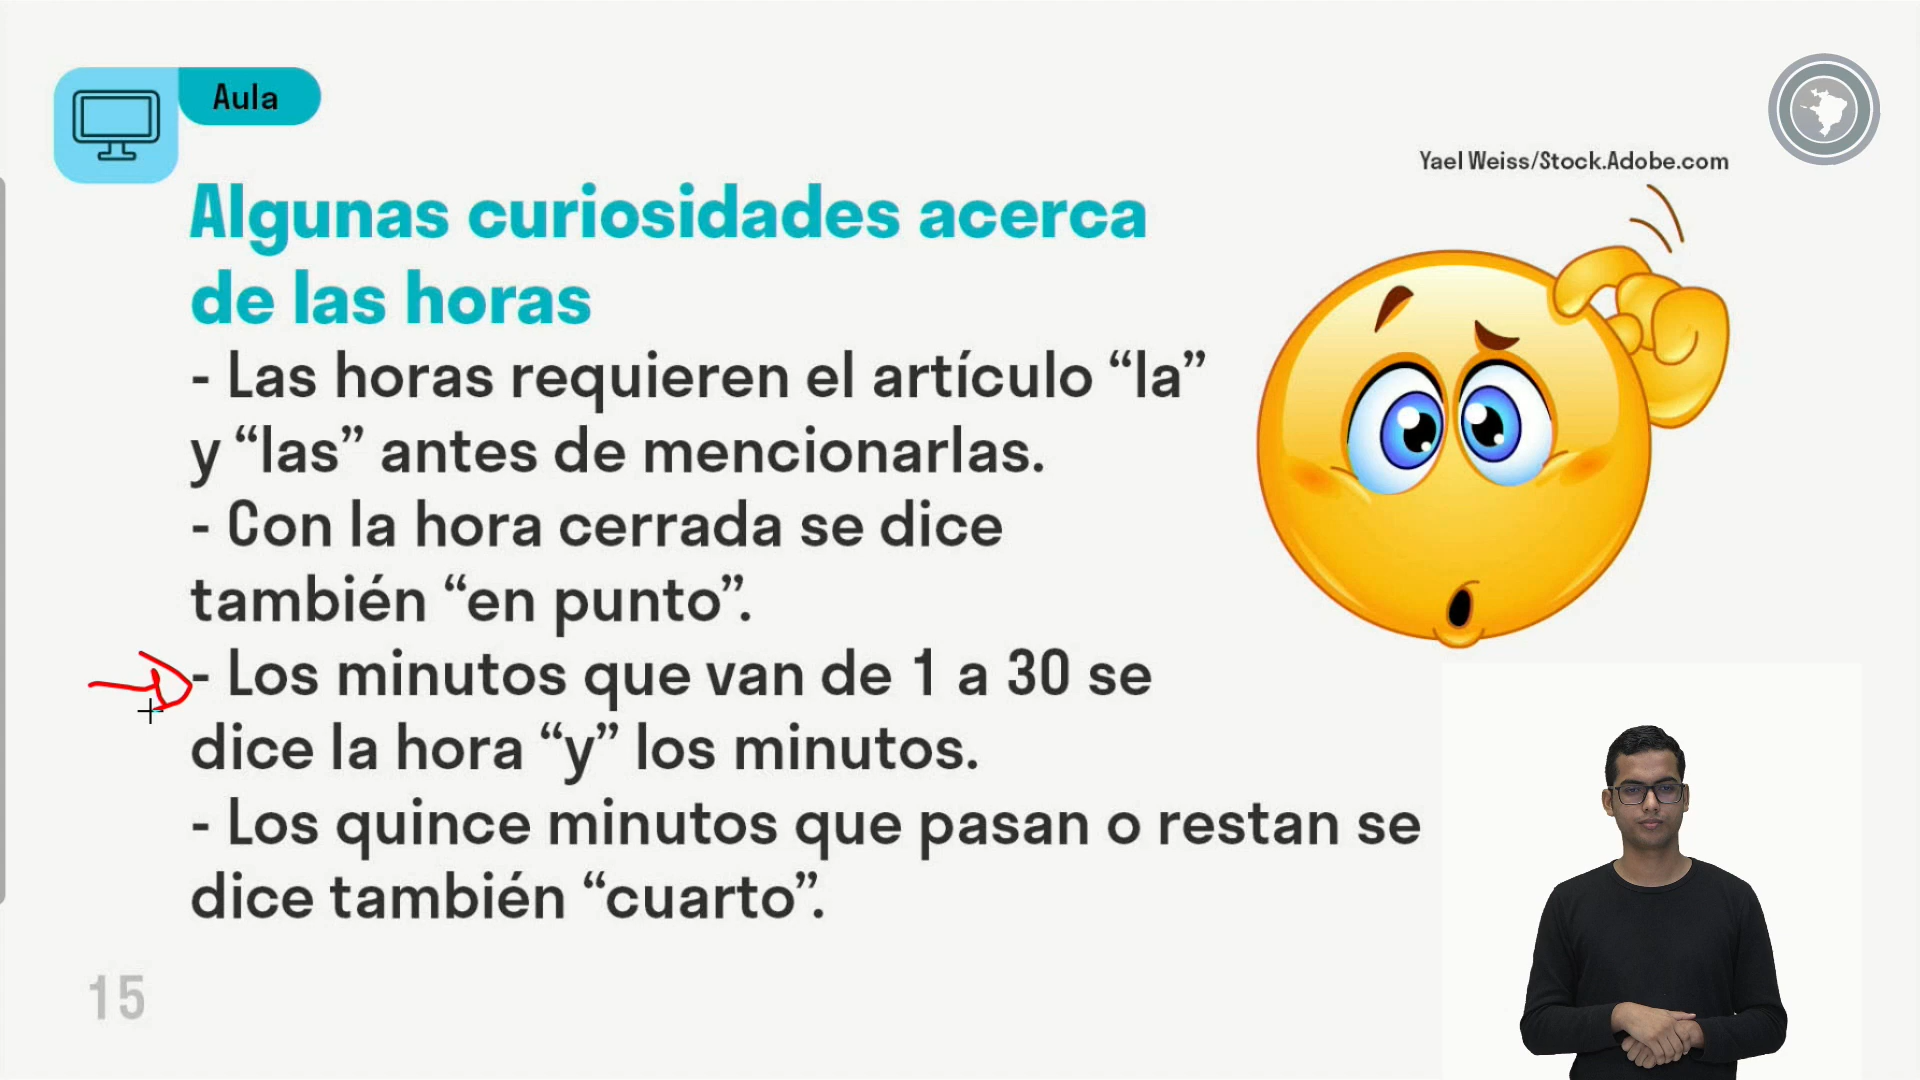 Aula
Yael Weiss/Stock.Adobe.com
Algunas curiosidades acerca
de las horas
- Las horas requieren el artículo “la”
y “las” antes de mencionarlas.
- Con la hora cerrada se dice
también “en punto”.
- Los minutos que van de 1 a 30 se
dice la hora “y” los minutos.
- Los quince minutos que pasan o restan se
dice también “cuarto”.
15